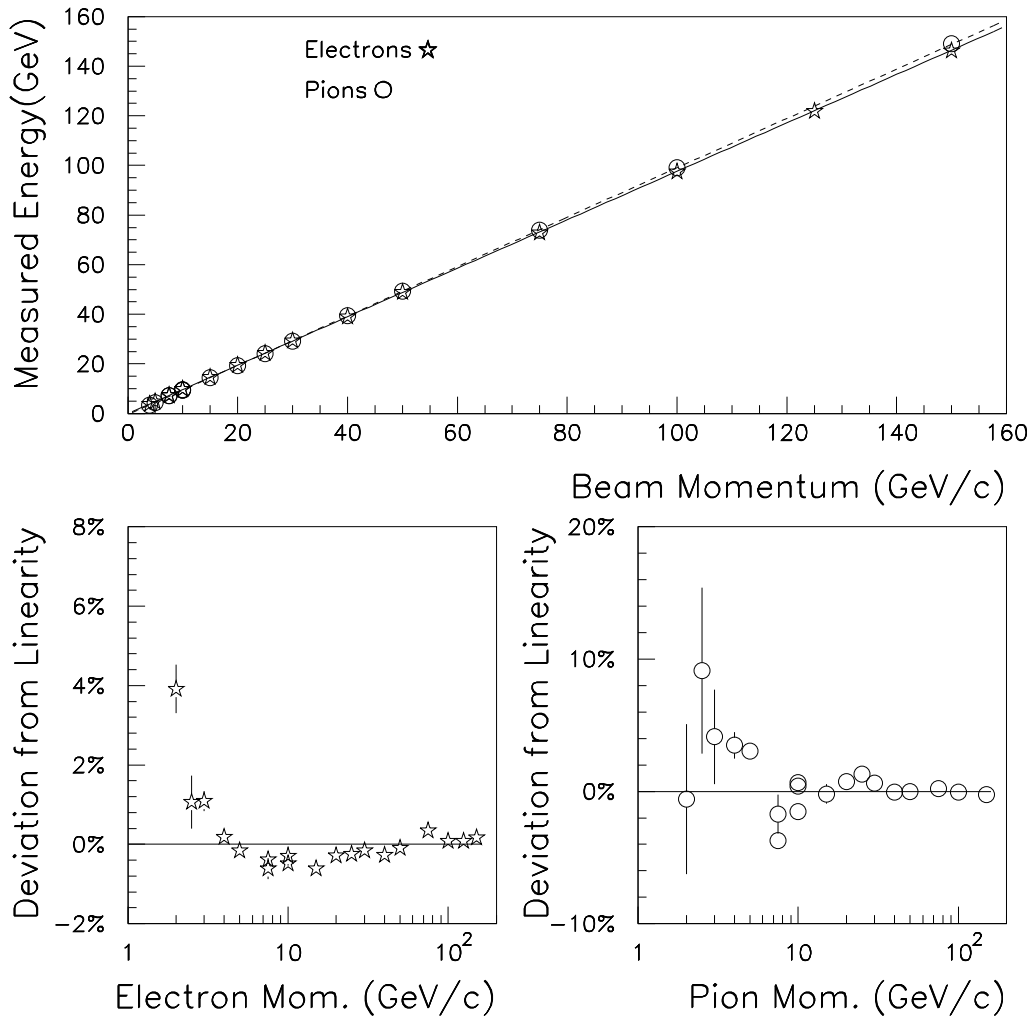 Measured Energy(GeV)
160
140
120
100
80
60
40
20
0
Electrons ☆
Pions ○
0 20 40 60 80 100 120 140 160
Beam Momentum (GeV/c)
Deviation from Linearity
8%
6%
4%
2%
0%
−2%
1 10 10²
Electron Mom. (GeV/c)
Deviation from Linearity
20%
10%
0%
−10%
1 10 10²
Pion Mom. (GeV/c)